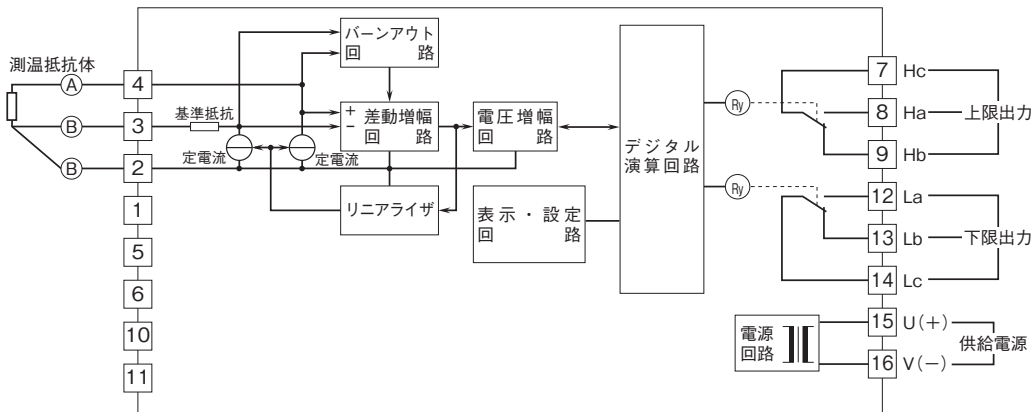 測温抵抗体
A
B
B
4
3
2
1
5
6
10
11
基準抵抗
定電流
定電流
バーンアウト
回路
+
−
差動増幅
回路
電圧増幅
回路
リニアライザ
表示・設定
回路
デジタル
演算回路
Ry
Ry
7 Hc
8 Ha 上限出力
9 Hb
12 La
13 Lb 下限出力
14 Lc
電源
回路
15 U(+)
供給電源
16 V(−)